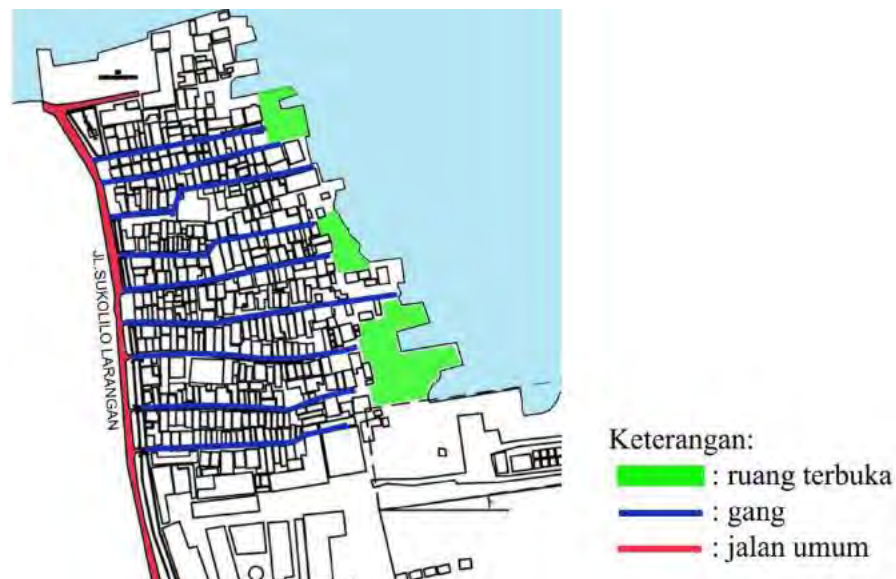 JL.SUKOLILO LARANGAN
Keterangan:
: ruang terbuka
: gang
: jalan umum